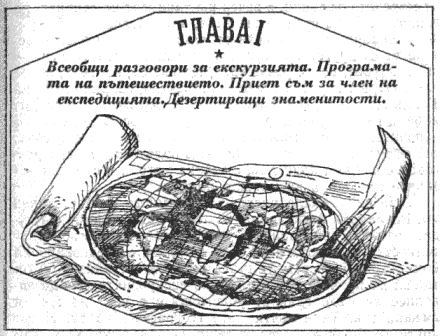 ГЛАВА I
Всеобщи разговори за екскурзията. Програма-
та на пътешествието. Приет съм за член на
експедицията. Дезертиращи знаменитости.